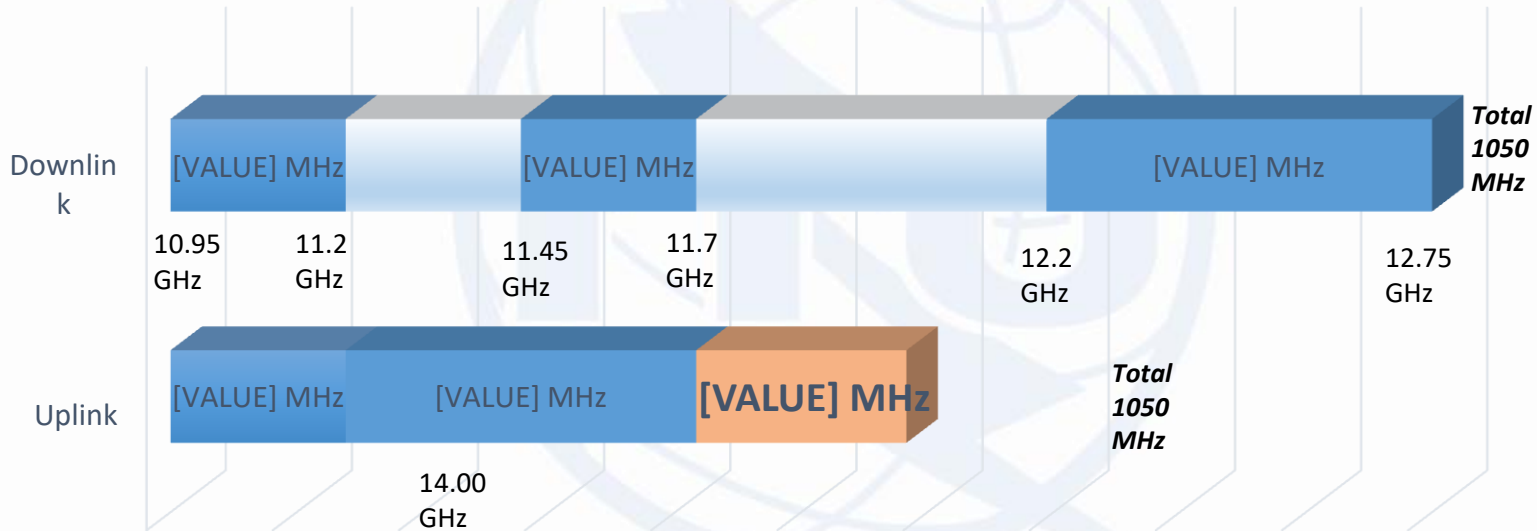 Downlin
k
[VALUE] MHz
[VALUE] MHz
[VALUE] MHz
Total
1050
MHz
10.95
GHz
11.2
GHz
11.45
GHz
11.7
GHz
12.2
GHz
12.75
GHz
Uplink
[VALUE] MHz
[VALUE] MHz
[VALUE] MHz
Total
1050
MHz
14.00
GHz